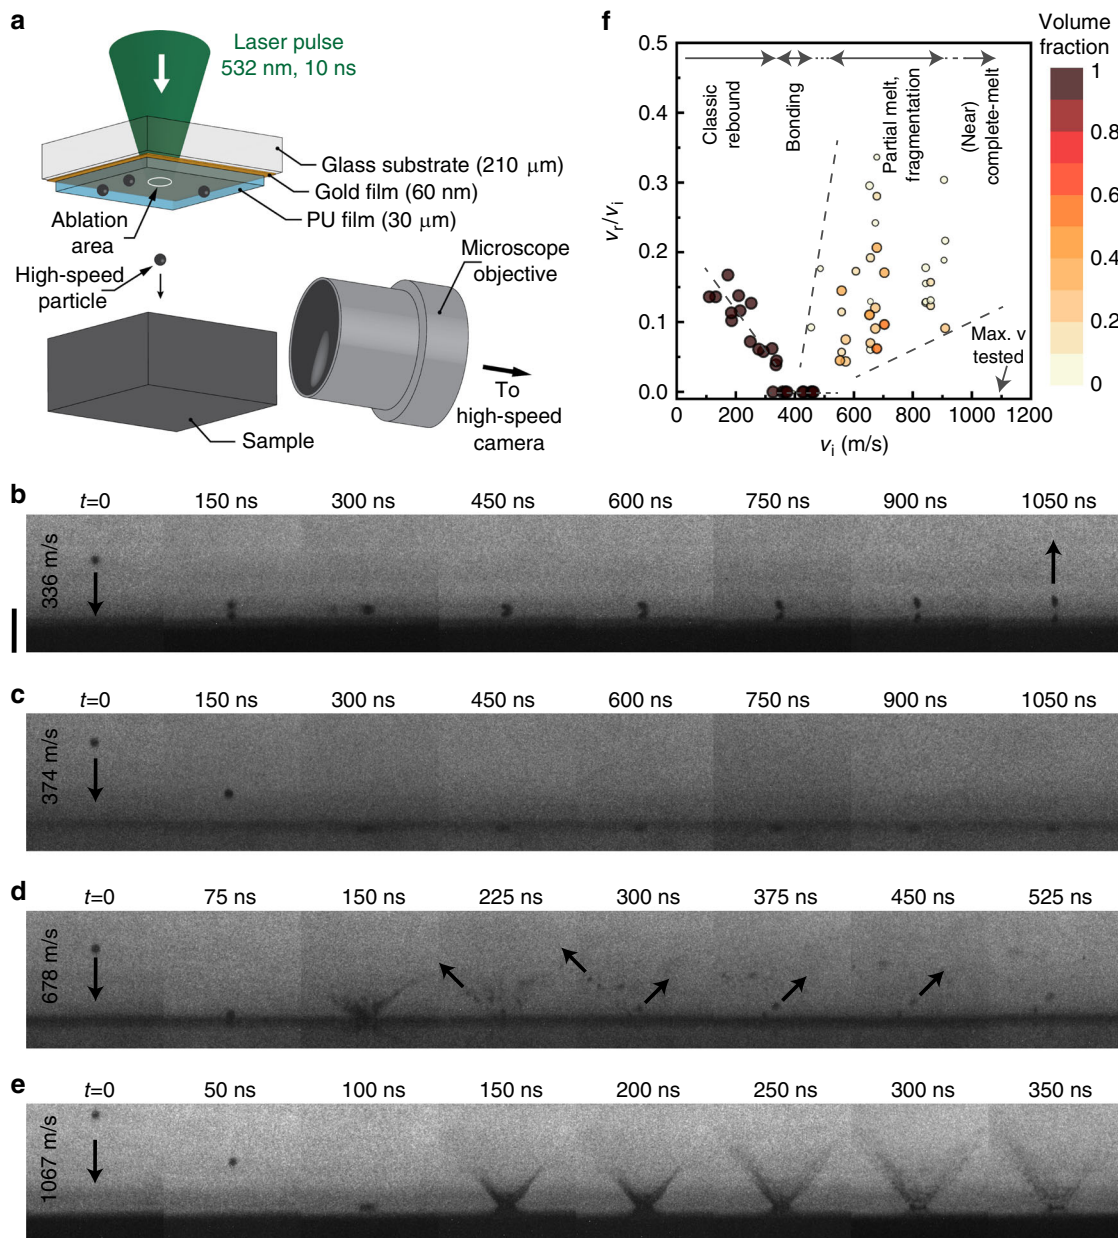 a
Laser pulse
532 nm, 10 ns
Glass substrate (210 μm)
Gold film (60 nm)
PU film (30 μm)
Ablation
area
High-speed
particle
Microscope
objective
To
high-speed
camera
Sample
f
Volume
fraction
0.5
0.4
0.3
0.2
0.1
0.0
vr/vi
Classic
rebound
Bonding
Partial melt,
fragmentation
(Near)
complete-melt
Max. v
tested
0
200
400
600
800
1000
1200
vi (m/s)
1
0.8
0.6
0.4
0.2
0
b
t=0
150 ns
300 ns
450 ns
600 ns
750 ns
900 ns
1050 ns
336 m/s
c
t=0
150 ns
300 ns
450 ns
600 ns
750 ns
900 ns
1050 ns
374 m/s
d
t=0
75 ns
150 ns
225 ns
300 ns
375 ns
450 ns
525 ns
678 m/s
e
t=0
50 ns
100 ns
150 ns
200 ns
250 ns
300 ns
350 ns
1067 m/s